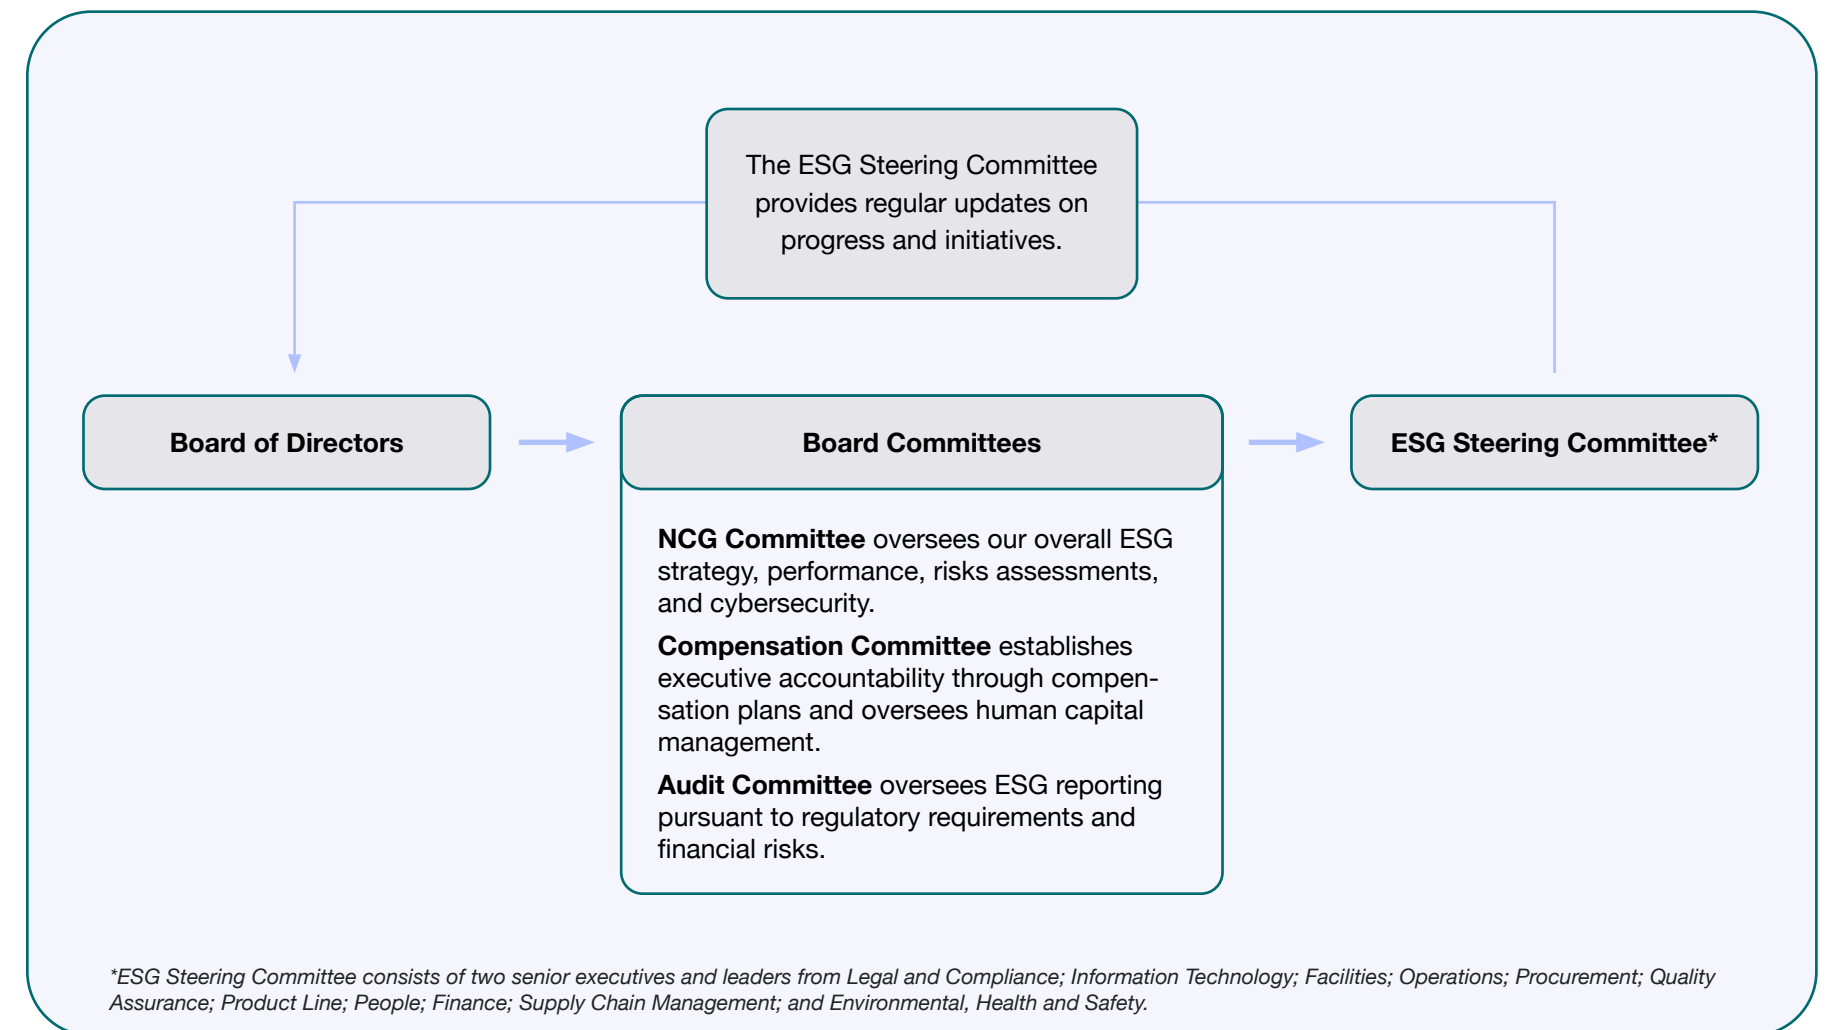 The ESG Steering Committee
provides regular updates on
progress and initiatives.
Board of Directors
Board Committees
ESG Steering Committee*
NCG Committee oversees our overall ESG
strategy, performance, risks assessments,
and cybersecurity.
Compensation Committee establishes
executive accountability through compen-
sation plans and oversees human capital
management.
Audit Committee oversees ESG reporting
pursuant to regulatory requirements and
financial risks.
*ESG Steering Committee consists of two senior executives and leaders from Legal and Compliance; Information Technology; Facilities; Operations; Procurement; Quality
Assurance; Product Line; People; Finance; Supply Chain Management; and Environmental, Health and Safety.